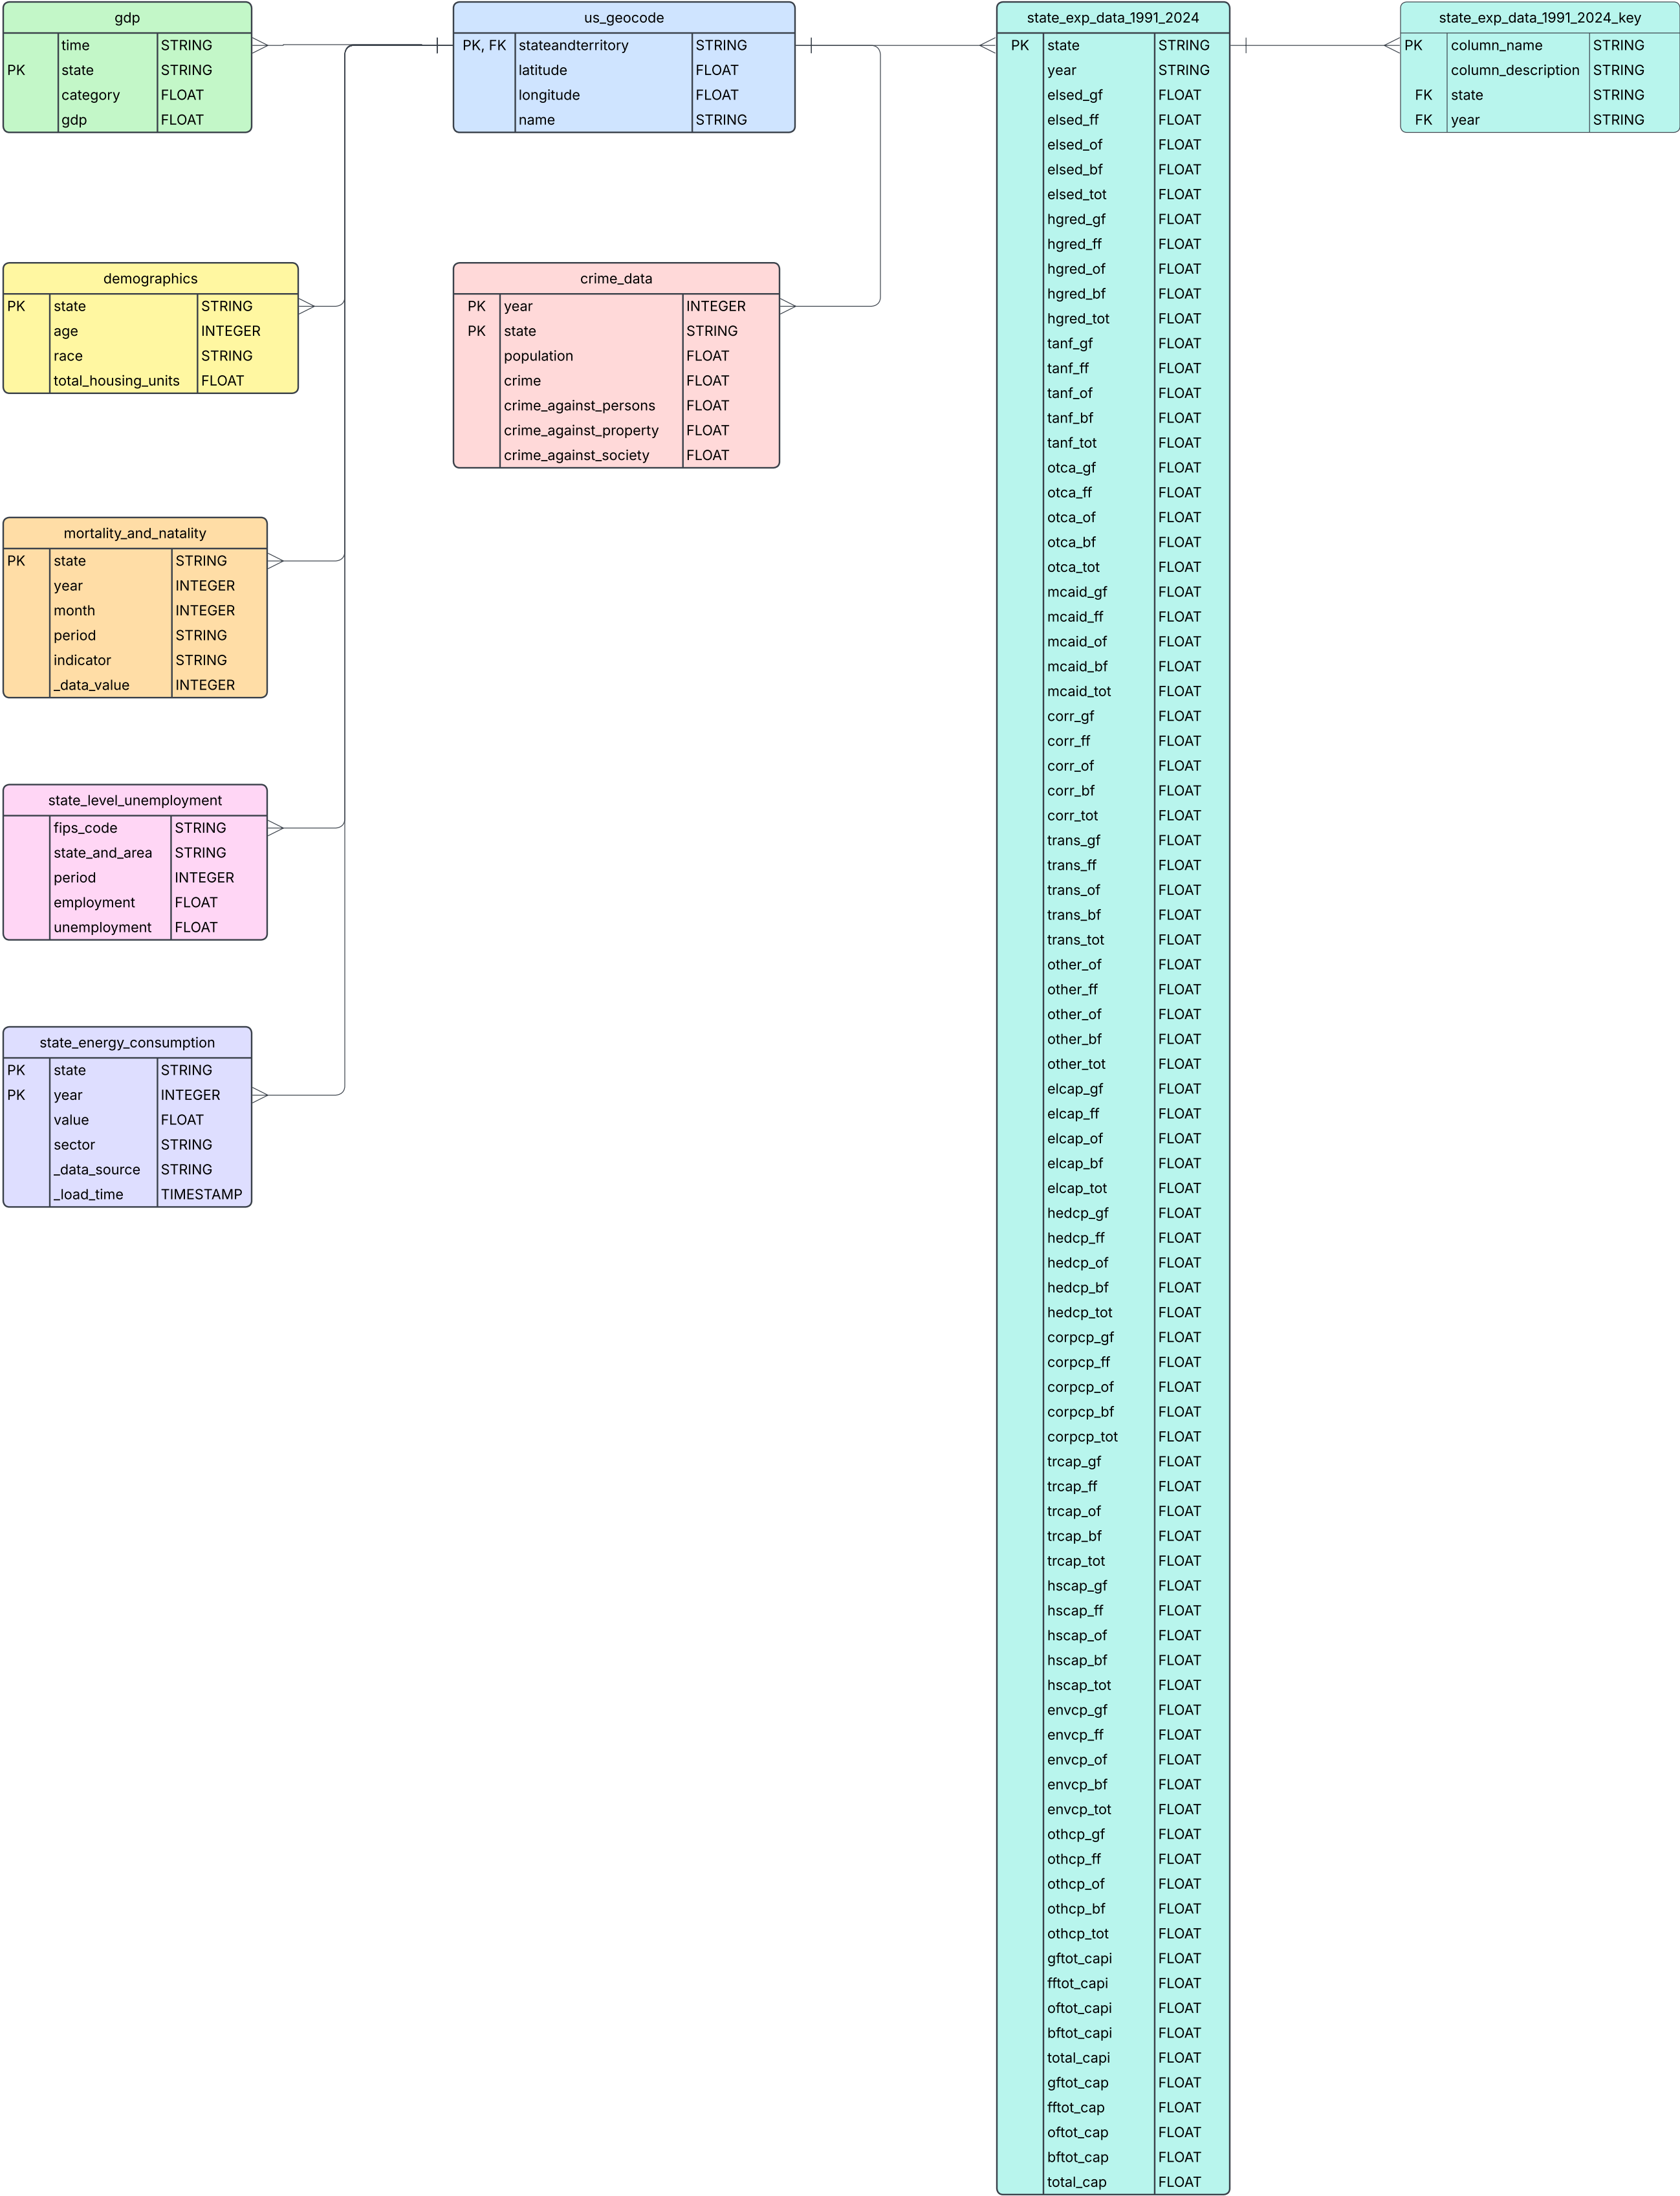 gdp
time STRING
PK state STRING
category FLOAT
gdp FLOAT
us_geocode
PK, FK stateandterritory STRING
latitude FLOAT
longitude FLOAT
name STRING
state_exp_data_1991_2024
PK state STRING
year STRING
elsed_gf FLOAT
elsed_ff FLOAT
elsed_of FLOAT
elsed_bf FLOAT
elsed_tot FLOAT
hgred_gf FLOAT
hgred_ff FLOAT
hgred_of FLOAT
hgred_bf FLOAT
hgred_tot FLOAT
tanf_gf FLOAT
tanf_ff FLOAT
tanf_of FLOAT
tanf_bf FLOAT
tanf_tot FLOAT
otca_gf FLOAT
otca_ff FLOAT
otca_of FLOAT
otca_bf FLOAT
otca_tot FLOAT
mcaid_gf FLOAT
mcaid_ff FLOAT
mcaid_of FLOAT
mcaid_bf FLOAT
mcaid_tot FLOAT
corr_gf FLOAT
corr_ff FLOAT
corr_of FLOAT
corr_bf FLOAT
corr_tot FLOAT
trans_gf FLOAT
trans_ff FLOAT
trans_of FLOAT
trans_bf FLOAT
trans_tot FLOAT
other_of FLOAT
other_ff FLOAT
other_of FLOAT
other_bf FLOAT
other_tot FLOAT
elcap_gf FLOAT
elcap_ff FLOAT
elcap_of FLOAT
elcap_bf FLOAT
elcap_tot FLOAT
hedcp_gf FLOAT
hedcp_ff FLOAT
hedcp_of FLOAT
hedcp_bf FLOAT
hedcp_tot FLOAT
corpcp_gf FLOAT
corpcp_ff FLOAT
corpcp_of FLOAT
corpcp_bf FLOAT
corpcp_tot FLOAT
trcap_gf FLOAT
trcap_ff FLOAT
trcap_of FLOAT
trcap_bf FLOAT
trcap_tot FLOAT
hscap_gf FLOAT
hscap_ff FLOAT
hscap_of FLOAT
hscap_bf FLOAT
hscap_tot FLOAT
envcp_gf FLOAT
envcp_ff FLOAT
envcp_of FLOAT
envcp_bf FLOAT
envcp_tot FLOAT
othcp_gf FLOAT
othcp_ff FLOAT
othcp_of FLOAT
othcp_bf FLOAT
othcp_tot FLOAT
gftot_capi FLOAT
fftot_capi FLOAT
oftot_capi FLOAT
bftot_capi FLOAT
total_capi FLOAT
gftot_cap FLOAT
fftot_cap FLOAT
oftot_cap FLOAT
bftot_cap FLOAT
total_cap FLOAT
state_exp_data_1991_2024_key
PK column_name STRING
column_description STRING
FK state STRING
FK year STRING
demographics
PK state STRING
age INTEGER
race STRING
total_housing_units FLOAT
crime_data
PK year INTEGER
PK state STRING
population FLOAT
crime FLOAT
crime_against_persons FLOAT
crime_against_property FLOAT
crime_against_society FLOAT
mortality_and_natality
PK state STRING
year INTEGER
month INTEGER
period STRING
indicator STRING
_data_value INTEGER
state_level_unemployment
fips_code STRING
state_and_area STRING
period INTEGER
employment FLOAT
unemployment FLOAT
state_energy_consumption
PK state STRING
PK year INTEGER
value FLOAT
sector STRING
_data_source STRING
_load_time TIMESTAMP